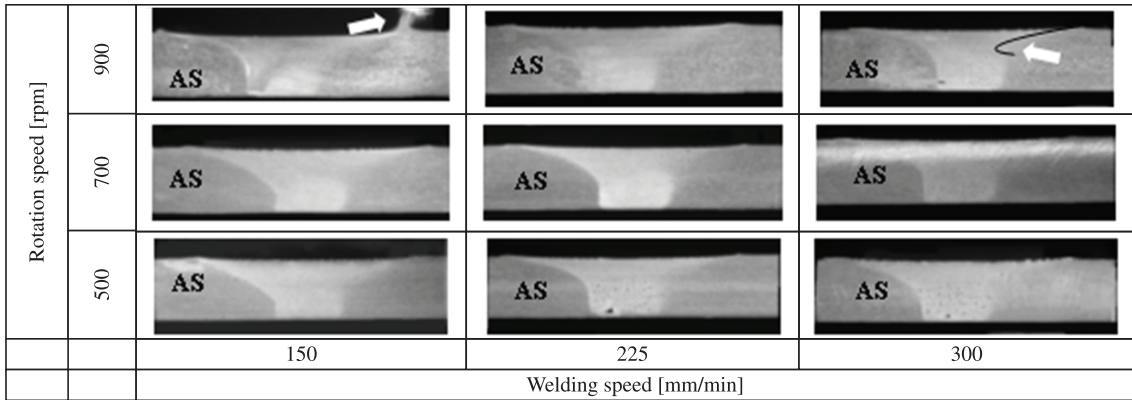 Rotation speed [rpm]
900
AS
AS
AS
700
AS
AS
AS
500
AS
AS
AS
150
225
300
Welding speed [mm/min]